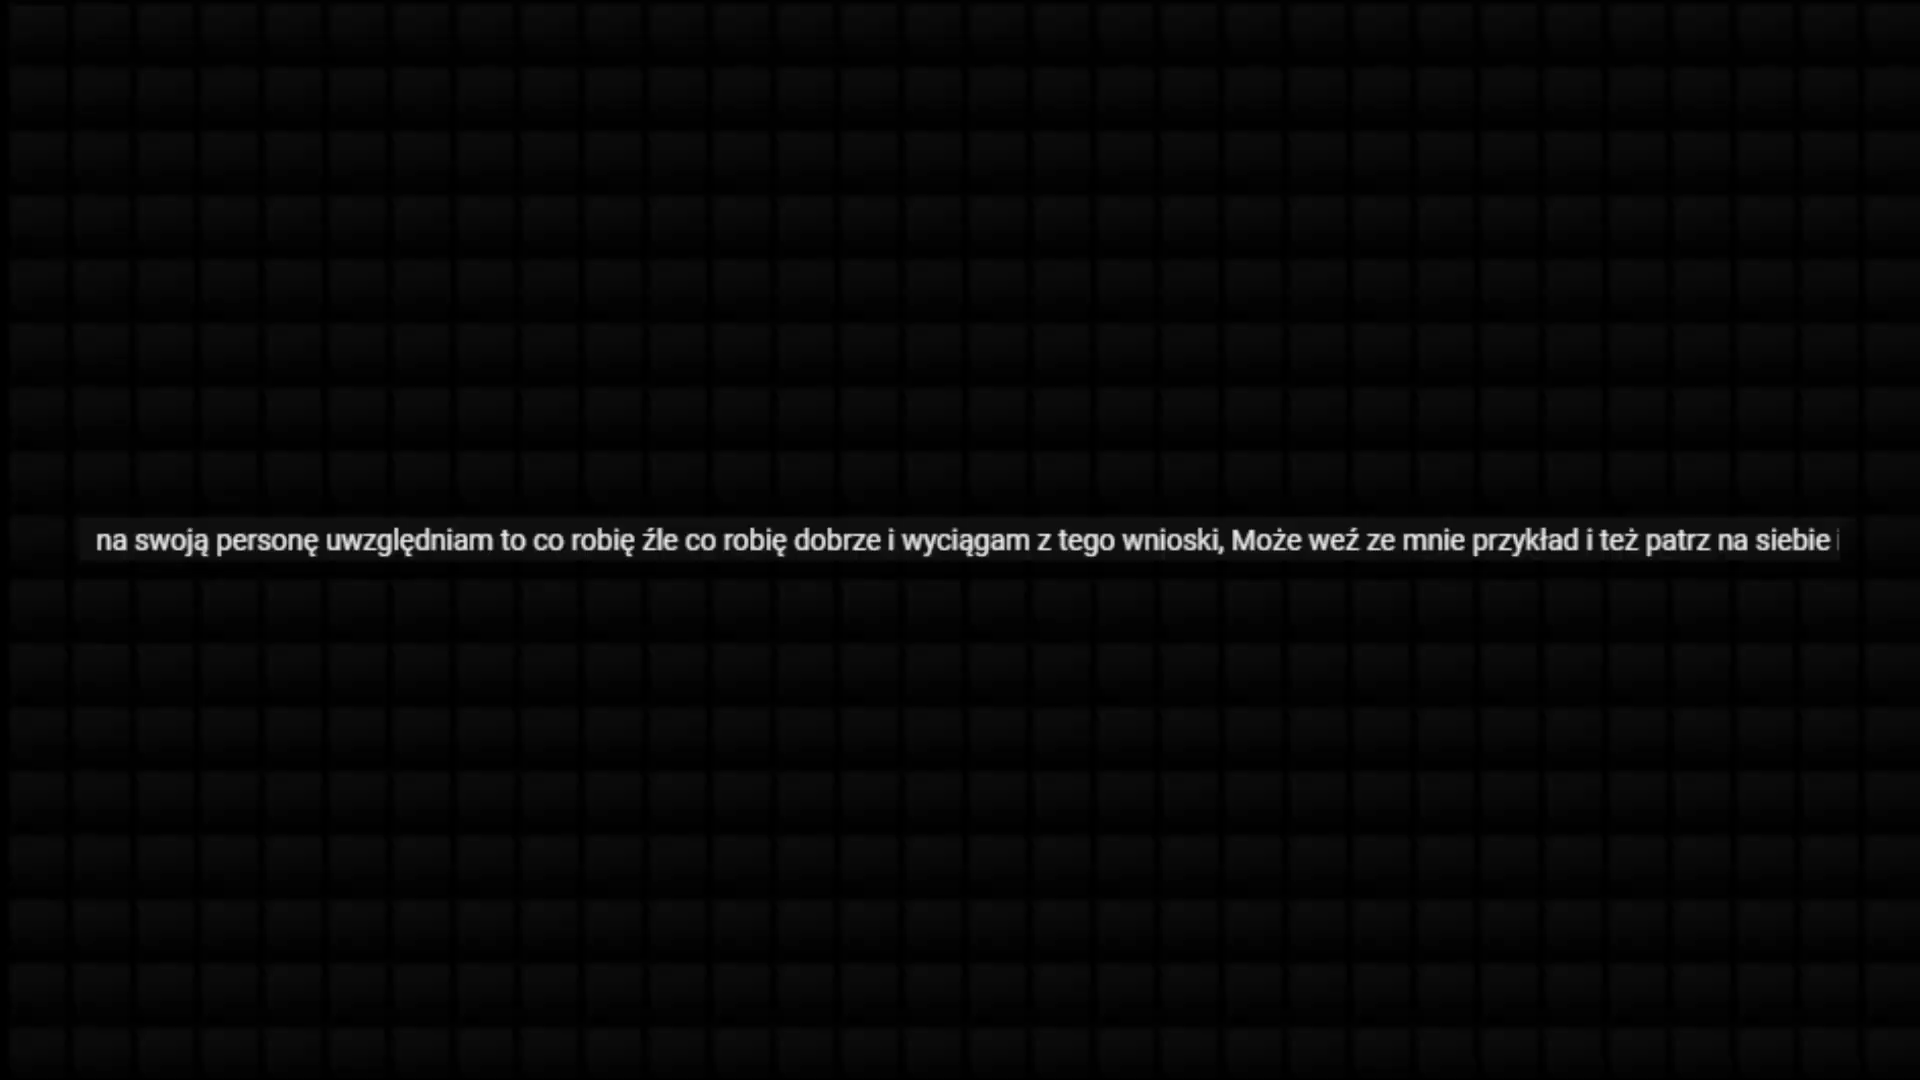 na swoją personę uwzględniam to co robię źle co robię dobrze i wyciągam z tego wnioski, Może weź ze mnie przykład i też patrz na siebie